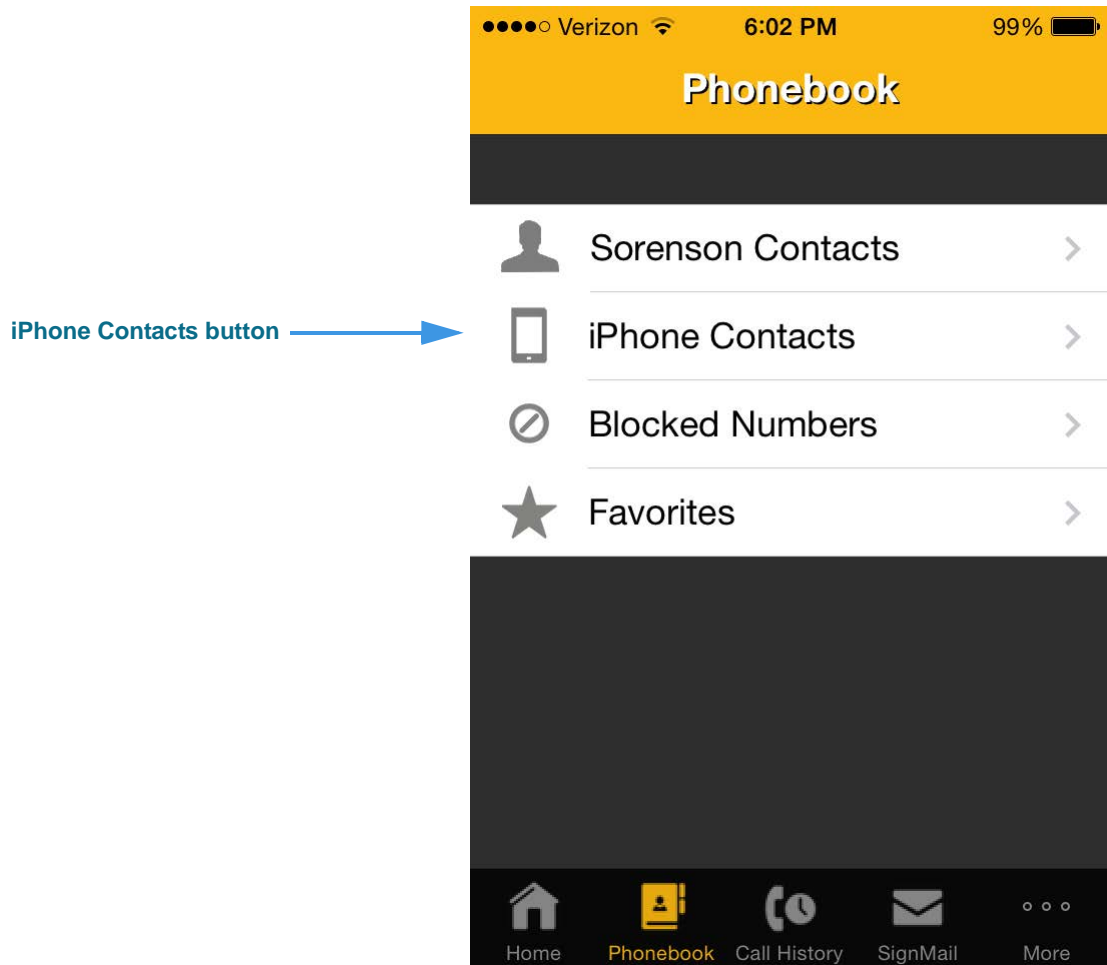 Verizon 6:02 PM 99%
Phonebook
Sorenson Contacts
iPhone Contacts button
iPhone Contacts
Blocked Numbers
Favorites
Home Phonebook Call History SignMail More